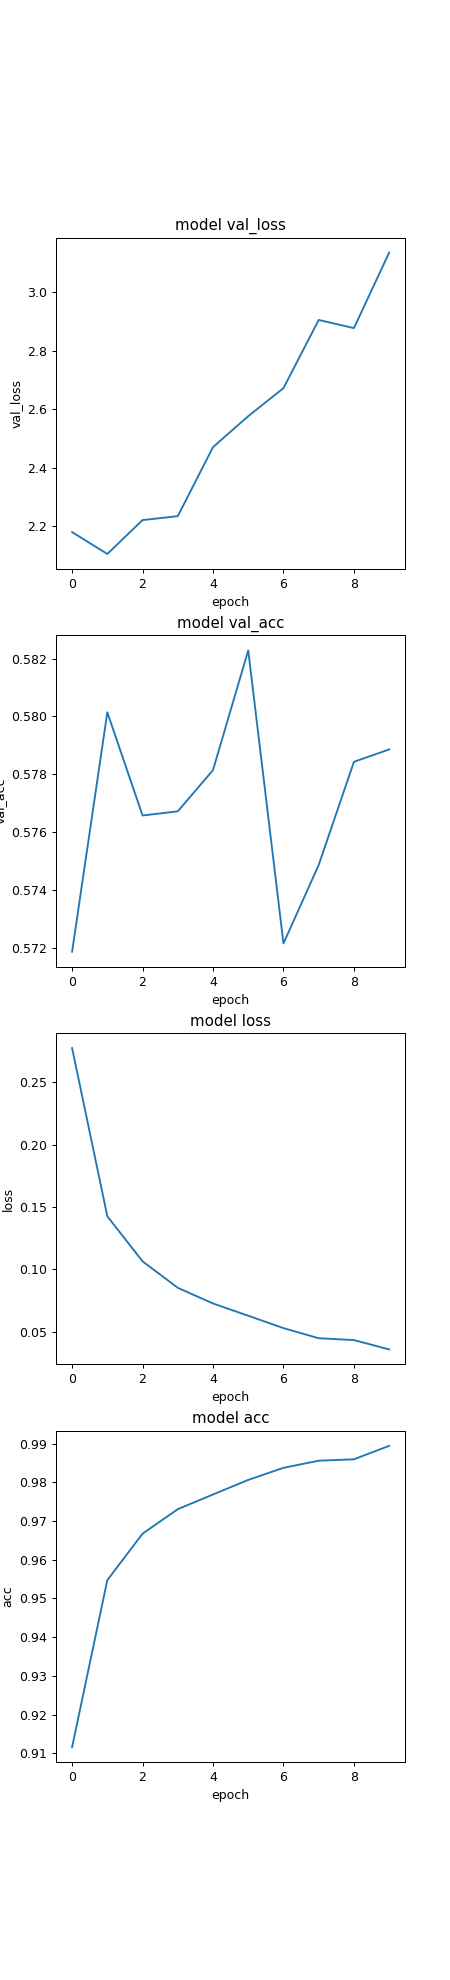 model val_loss
3.0
2.8
2.6
2.4
2.2
val_loss
0 2 4 6 8
epoch
model val_acc
0.582
0.580
0.578
0.576
0.574
0.572
val_acc
0 2 4 6 8
epoch
model loss
0.25
0.20
0.15
0.10
0.05
loss
0 2 4 6 8
epoch
model acc
0.99
0.98
0.97
0.96
0.95
0.94
0.93
0.92
0.91
acc
0 2 4 6 8
epoch